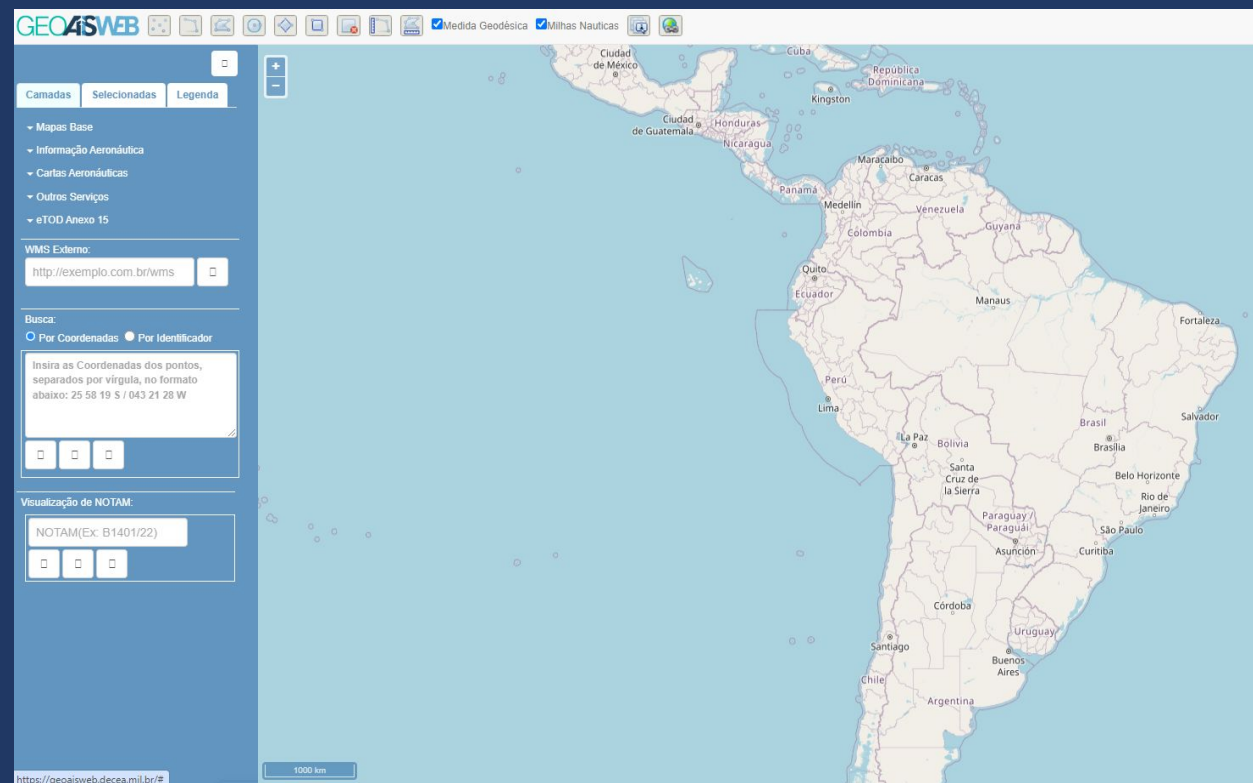 GEOAISWEB
Medida Geodèsica
Milhas Nauticas
Camadas
Selecionadas
Legenda
Mapas Base
Informação Aeronáutica
Cartas Aeronáuticas
Outros Serviços
eTOD Anexo 15
WMS Externo:
http://exemplo.com.br/wms
Busca:
Por Coordenadas
Por Identificador
Insira as Coordenadas dos pontos,
separados por vírgula, no formato
abaixo: 25 58 19 S / 043 21 28 W
Visualização de NOTAM:
NOTAM(Ex: B1401/22)
https://geoaisweb.decea.mil.br/#
+
−
1000 km
Ciudad
de México
Cuba
República
Dominicana
Kingston
Ciudad
de Guatemala
Honduras
Nicaragua
Maracaibo
Caracas
Panamá
Medellín
Venezuela
Guyana
Colombia
Quito
Ecuador
Manaus
Fortaleza
Perú
Lima
Salvador
Brasil
La Paz
Bolivia
Brasília
Santa
Cruz de
la Sierra
Belo Horizonte
Rio de
Janeiro
Paraguay /
Paraguái
São Paulo
Asunción
Curitiba
Córdoba
Uruguay
Santiago
Buenos
Aires
Chile
Argentina